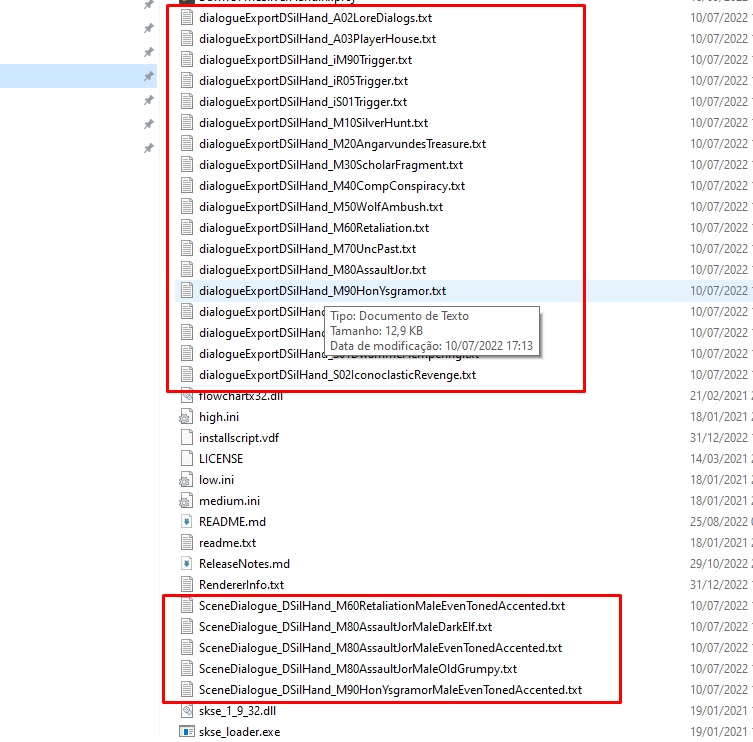 10/07/2022
dialogueExportDSilHand_A02LoreDialogs.txt 10/07/2022
dialogueExportDSilHand_A03PlayerHouse.txt 10/07/2022
dialogueExportDSilHand_iM90Trigger.txt 10/07/2022
dialogueExportDSilHand_iR05Trigger.txt 10/07/2022
dialogueExportDSilHand_iS01Trigger.txt 10/07/2022
dialogueExportDSilHand_M10SilverHunt.txt 10/07/2022
dialogueExportDSilHand_M20AngarvundesTreasure.txt 10/07/2022
dialogueExportDSilHand_M30ScholarFragment.txt 10/07/2022
dialogueExportDSilHand_M40CompConspiracy.txt 10/07/2022
dialogueExportDSilHand_M50WolfAmbush.txt 10/07/2022
dialogueExportDSilHand_M60Retaliation.txt 10/07/2022
dialogueExportDSilHand_M70UncPast.txt 10/07/2022
dialogueExportDSilHand_M80AssaultJor.txt 10/07/2022
dialogueExportDSilHand_M90HonYsgramor.txt 10/07/2022
dialogueExportDSilHand 10/07/2022
Tipo: Documento de Texto
dialogueExportDSilHand 10/07/2022
Tamanho: 12,9 KB
Data de modificação: 10/07/2022 17:13
dialogueExportDSilHand 10/07/2022
dialogueExportDSilHand_S02IconoclasticRevenge.txt 10/07/2022
flowchartx32.dll 21/02/2021
high.ini 18/01/2021
installscript.vdf 31/12/2022
LICENSE 14/03/2021
low.ini 18/01/2021
medium.ini 18/01/2021
README.md 25/08/2022
readme.txt 18/01/2021
ReleaseNotes.md 29/10/2022
RendererInfo.txt 31/12/2022
SceneDialogue_DSilHand_M60RetaliationMaleEvenTonedAccented.txt 10/07/2022
SceneDialogue_DSilHand_M80AssaultJorMaleDarkElf.txt 10/07/2022
SceneDialogue_DSilHand_M80AssaultJorMaleEvenTonedAccented.txt 10/07/2022
SceneDialogue_DSilHand_M80AssaultJorMaleOldGrumpy.txt 10/07/2022
SceneDialogue_DSilHand_M90HonYsgramorMaleEvenTonedAccented.txt 10/07/2022
skse_1_9_32.dll 19/01/2021
skse_loader.exe 19/01/2021